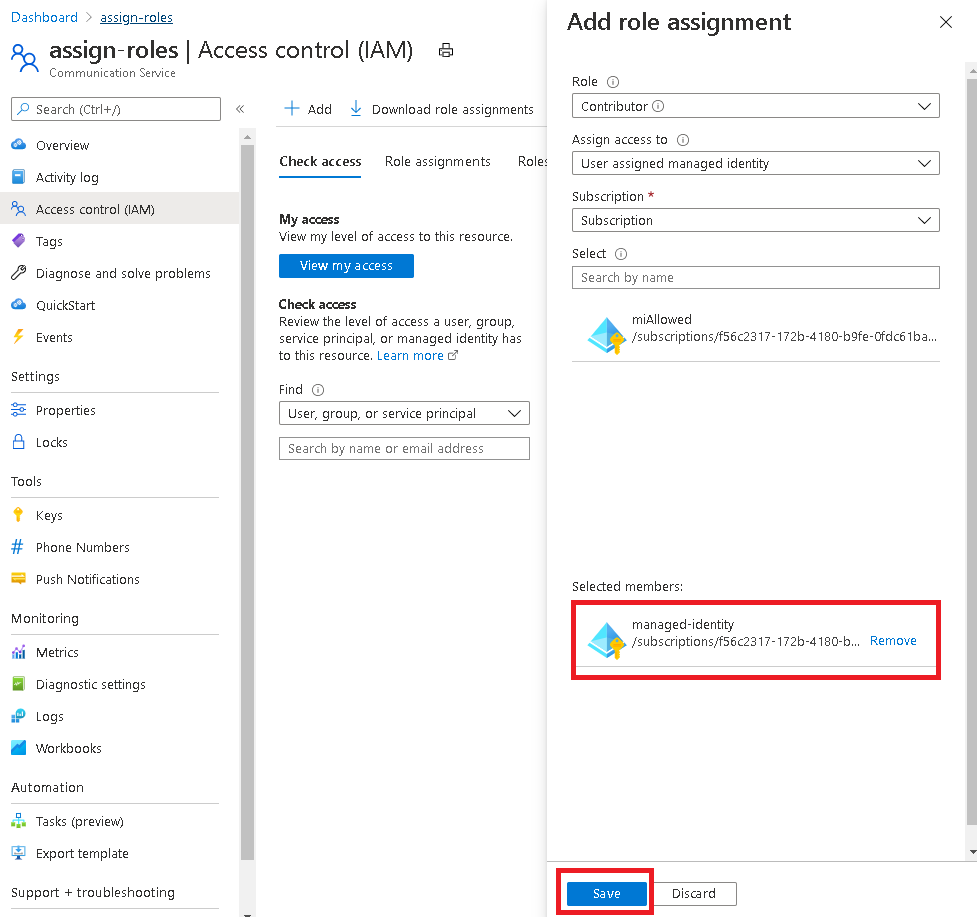 Dashboard > assign-roles
assign-roles | Access control (IAM)
Communication Service
Search (Ctrl+/)
«
Overview
Activity log
Access control (IAM)
Tags
Diagnose and solve problems
QuickStart
Events
Settings
Properties
Locks
Tools
Keys
Phone Numbers
Push Notifications
Monitoring
Metrics
Diagnostic settings
Logs
Workbooks
Automation
Tasks (preview)
Export template
Support + troubleshooting
+ Add
Download role assignments
Check access
Role assignments
Roles
My access
View my level of access to this resource.
View my access
Check access
Review the level of access a user, group,
service principal, or managed identity has
to this resource. Learn more
Find
User, group, or service principal
Search by name or email address
Add role assignment
Role
Contributor
Assign access to
User assigned managed identity
Subscription *
Subscription
Select
Search by name
miAllowed
/subscriptions/f56c2317-172b-4180-b9fe-0fdc61ba...
Selected members:
managed-identity
/subscriptions/f56c2317-172b-4180-b...
Remove
Save
Discard